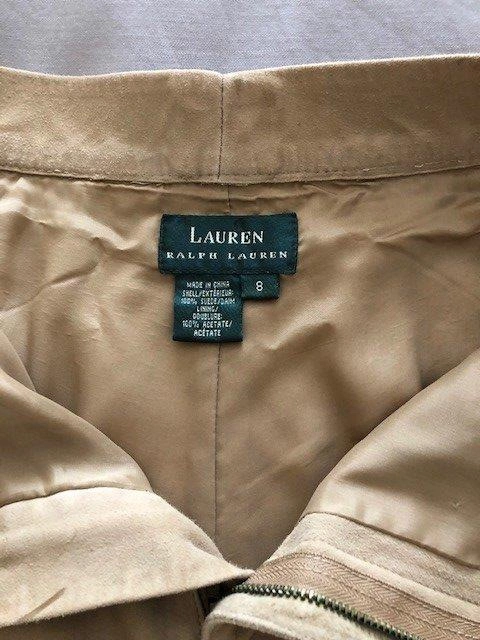 LAUREN
RALPH LAUREN
8
MADE IN CHINA
SHELL/EXTÉRIEUR:
100% SUEDE/DAIM
LINING/
DOUBLURE:
100% ACETATE/
ACÉTATE